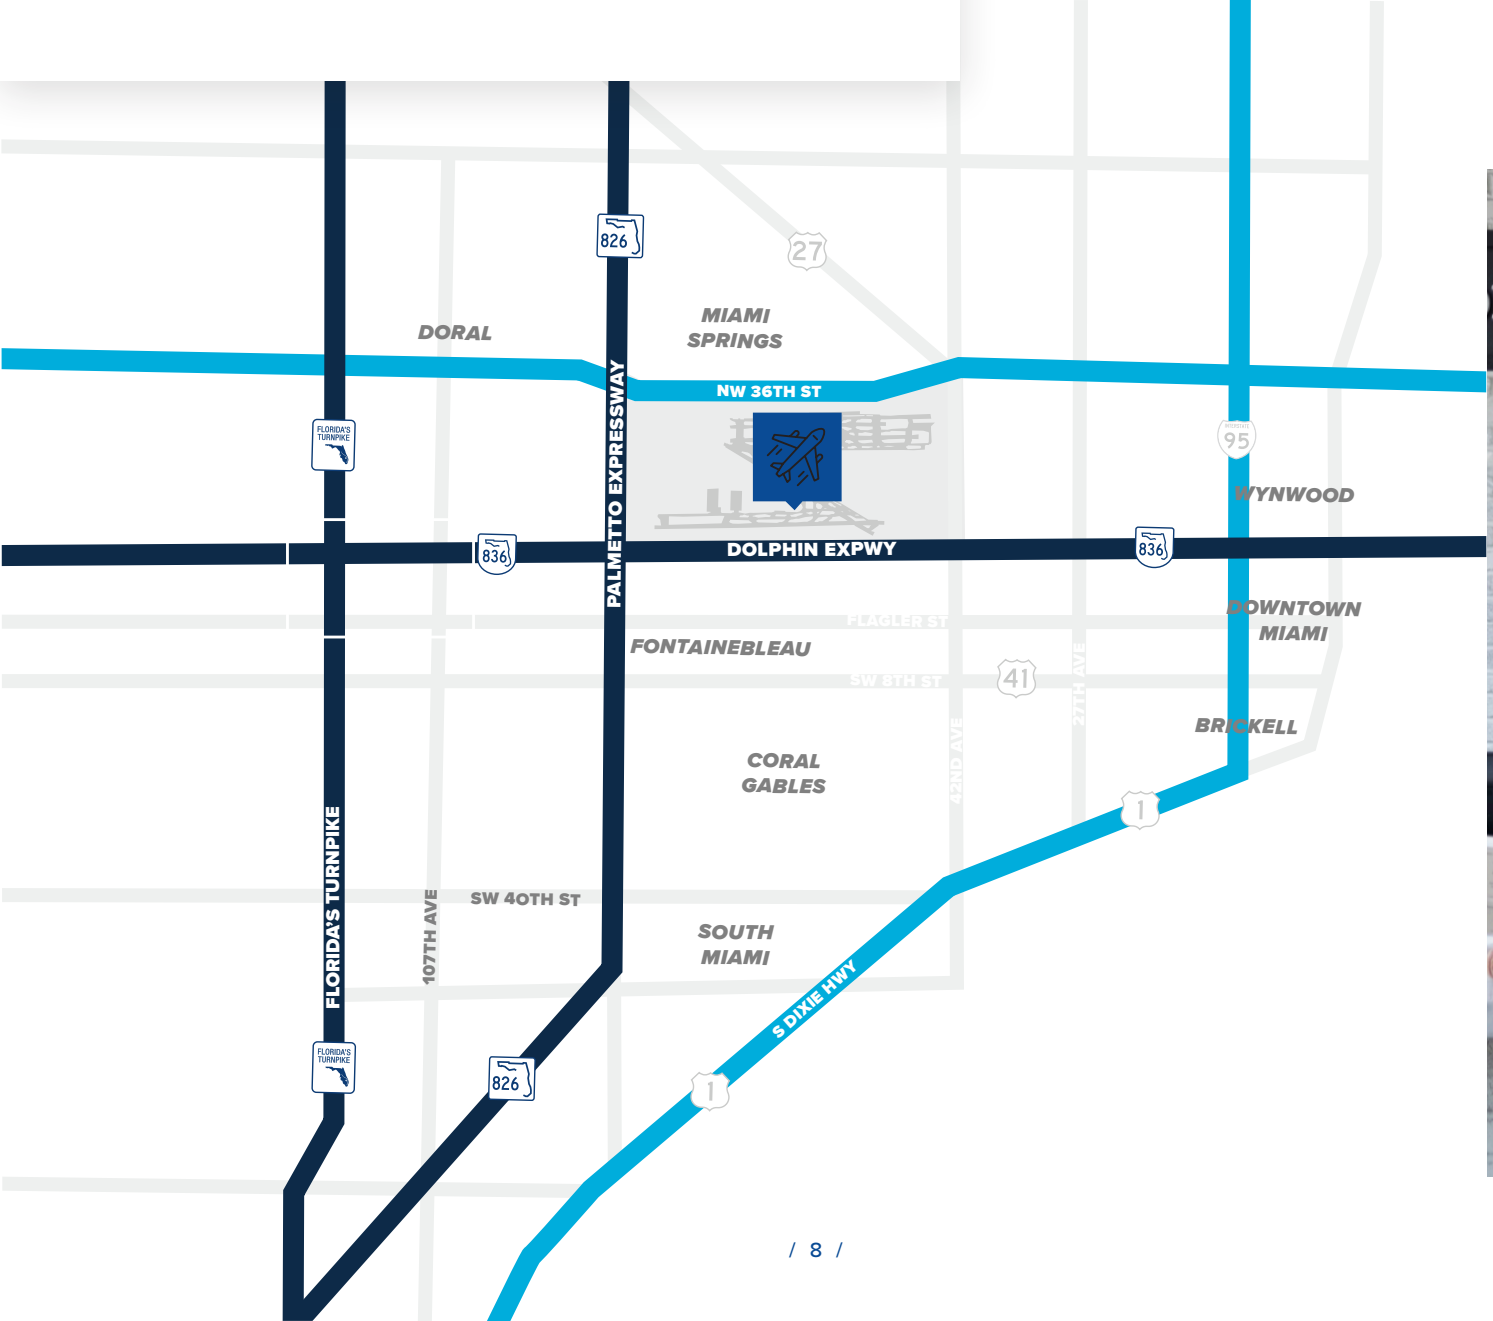 826
27
MIAMI
SPRINGS
DORAL
NW 36TH ST
PALMETTO EXPRESSWAY
FLORIDA'S
TURNPIKE
INTERSTATE
95
WYNWOOD
836
DOLPHIN EXPWY
836
FLAGLER ST
DOWNTOWN
MIAMI
FONTAINEBLEAU
SW 8TH ST
41
27TH AVE
42ND AVE
BRICKELL
CORAL
GABLES
1
FLORIDA'S TURNPIKE
107TH AVE
SW 40TH ST
SOUTH
MIAMI
S DIXIE HWY
FLORIDA'S
TURNPIKE
826
1
/ 8 /